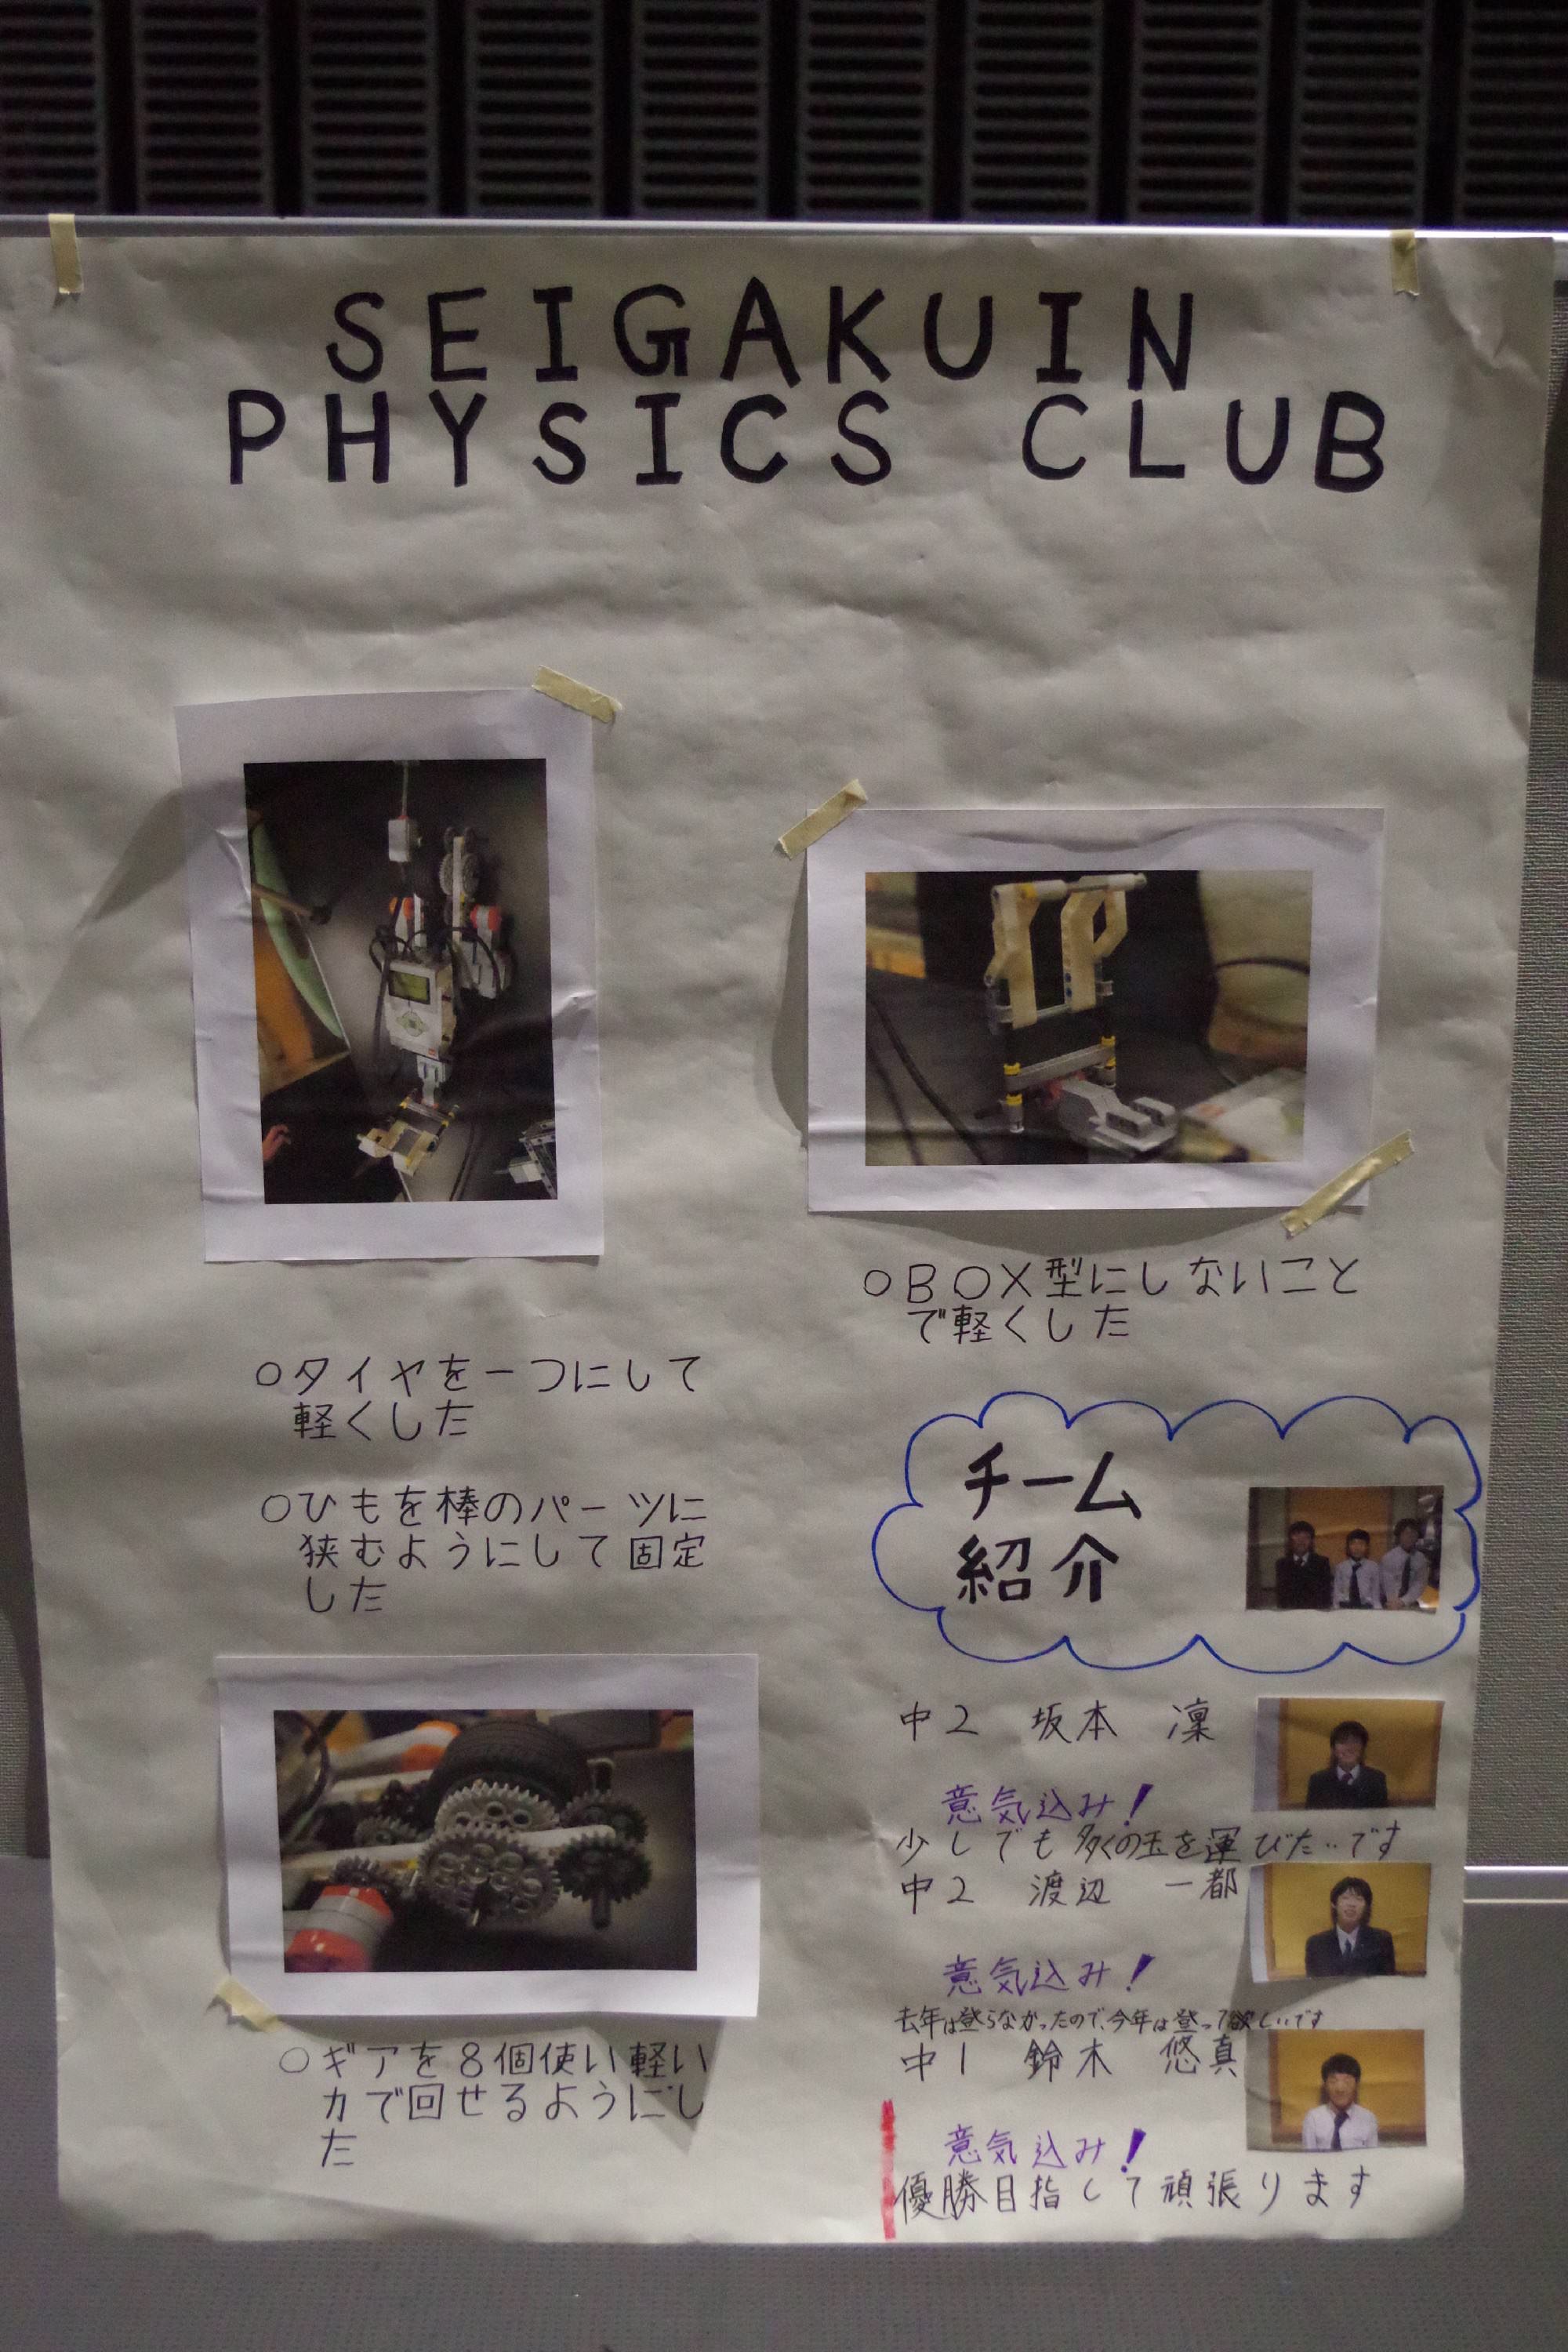 SEIGAKUIN
PHYSICS CLUB
○タイヤを一つにして
軽くした
○ひもを棒のパーツに
狭むようにして固定
した
○ギアを8個使い軽い
力で回せるようにし
た
○BOX型にしないこと
で軽くした
チーム
紹介
中2 坂本 凜
意気込み!
少しでも多くの玉を運びたいです
中2 渡辺 一都
意気込み!
去年は登らなかったので、今年は登って欲しいです
中1 鈴木 悠真
意気込み!
優勝目指して頑張ります